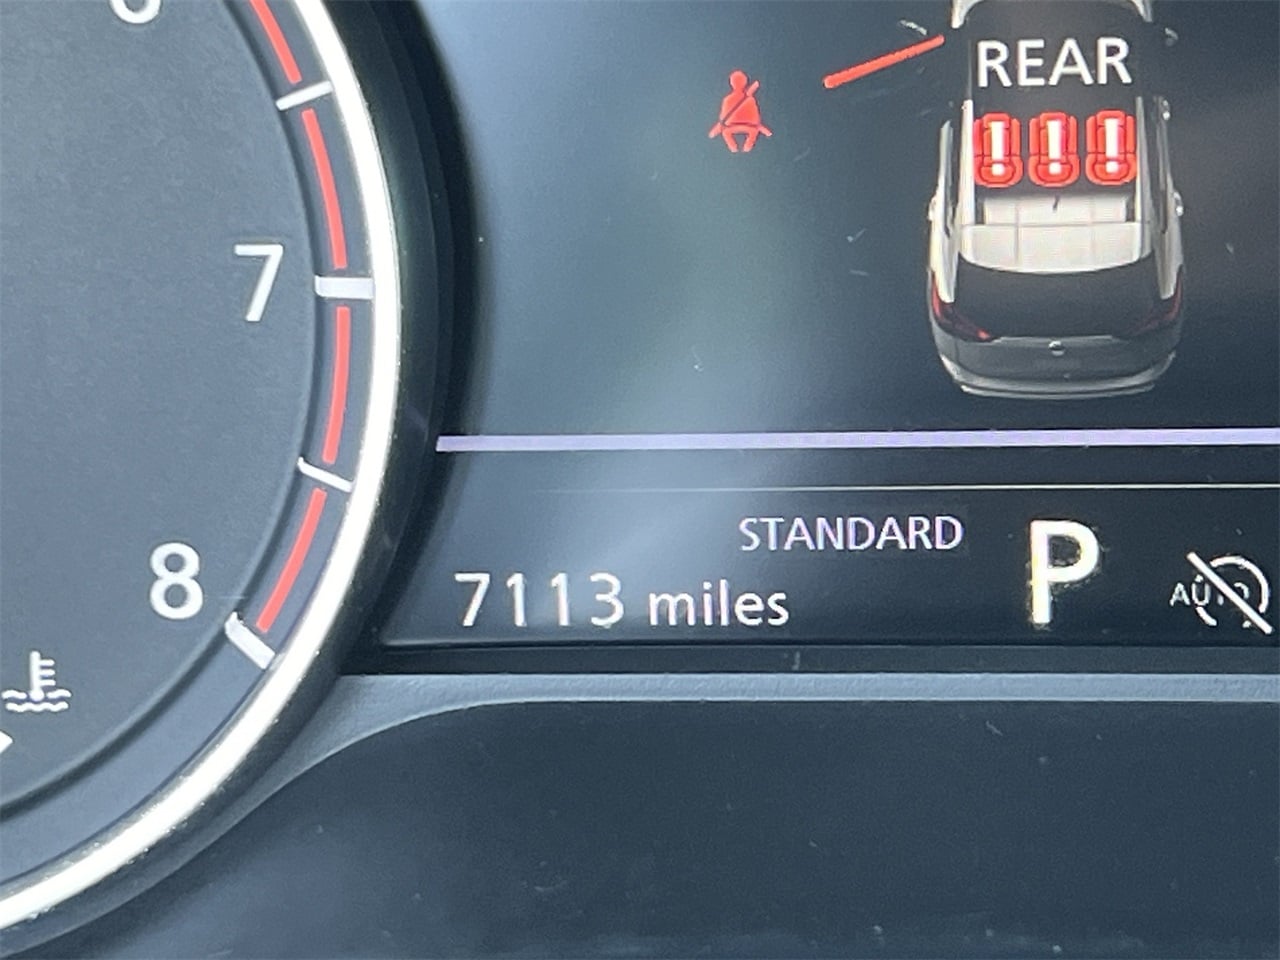 REAR
7
STANDARD
P
8
7113 miles
AUTO